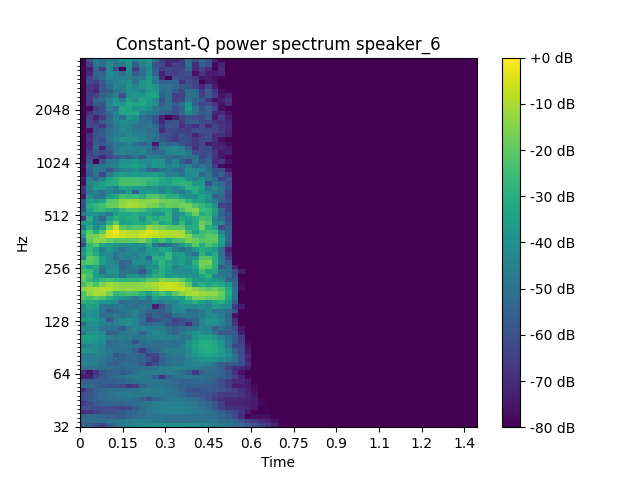 Constant-Q power spectrum speaker_6
+0 dB
2048
-10 dB
1024
-20 dB
512
-30 dB
Hz
-40 dB
256
-50 dB
128
-60 dB
64
-70 dB
32
-80 dB
0 0.15 0.3 0.45 0.6 0.75 0.9 1.1 1.2 1.4
Time